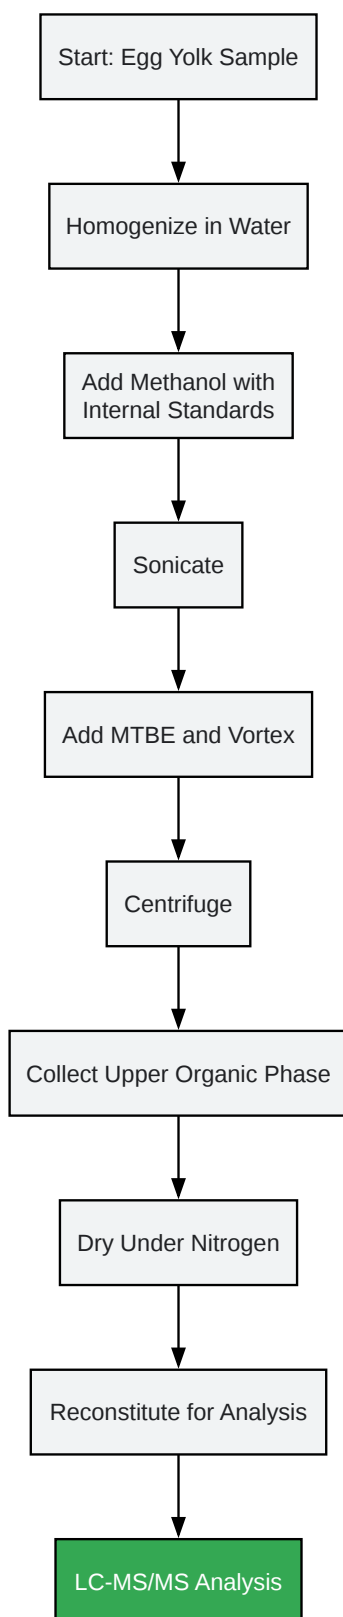 Start: Egg Yolk Sample
Homogenize in Water
Add Methanol with
Internal Standards
Sonicate
Add MTBE and Vortex
Centrifuge
Collect Upper Organic Phase
Dry Under Nitrogen
Reconstitute for Analysis
LC-MS/MS Analysis